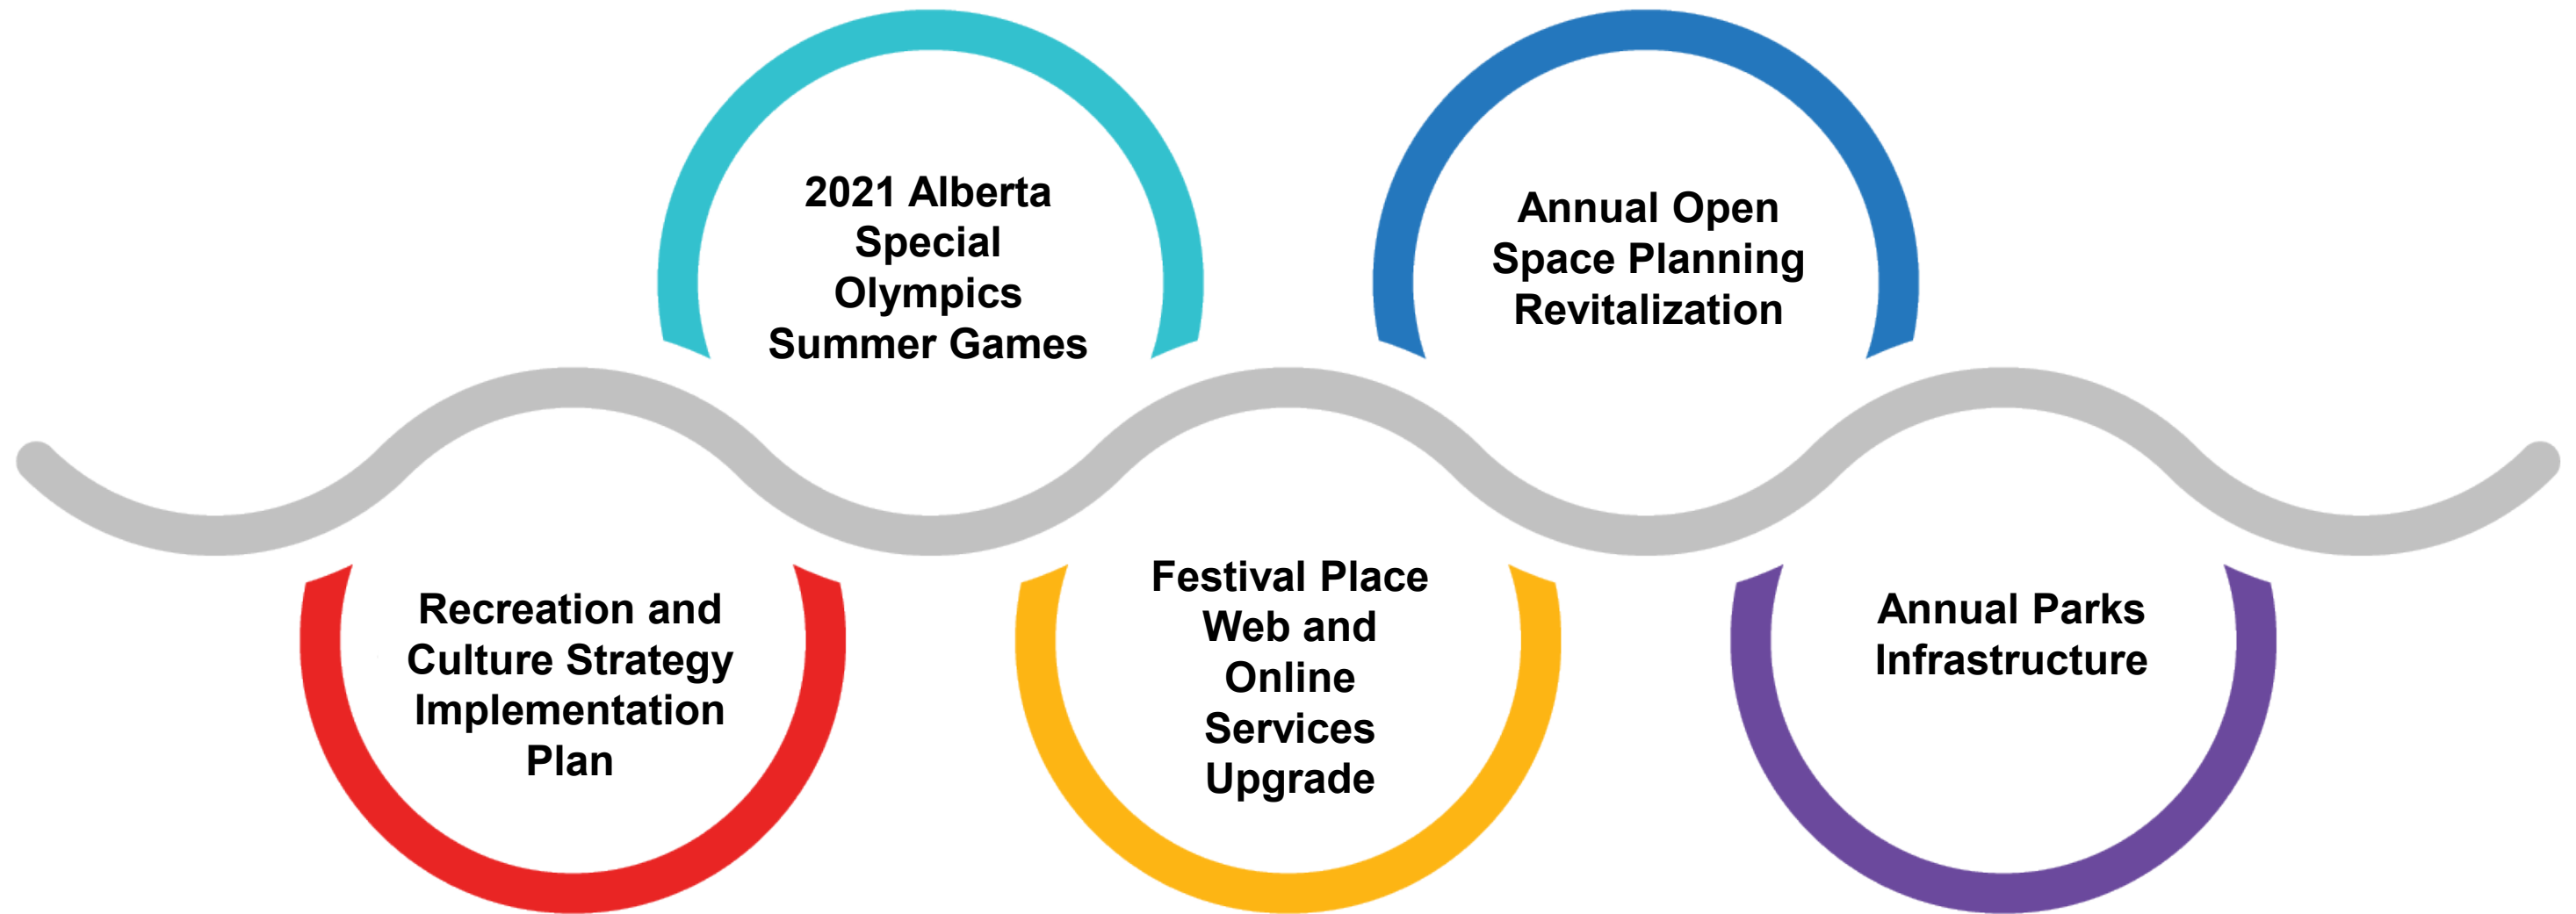 2021 Alberta
Special
Olympics
Summer Games
Annual Open
Space Planning
Revitalization
Recreation and
Culture Strategy
Implementation
Plan
Festival Place
Web and
Online
Services
Upgrade
Annual Parks
Infrastructure